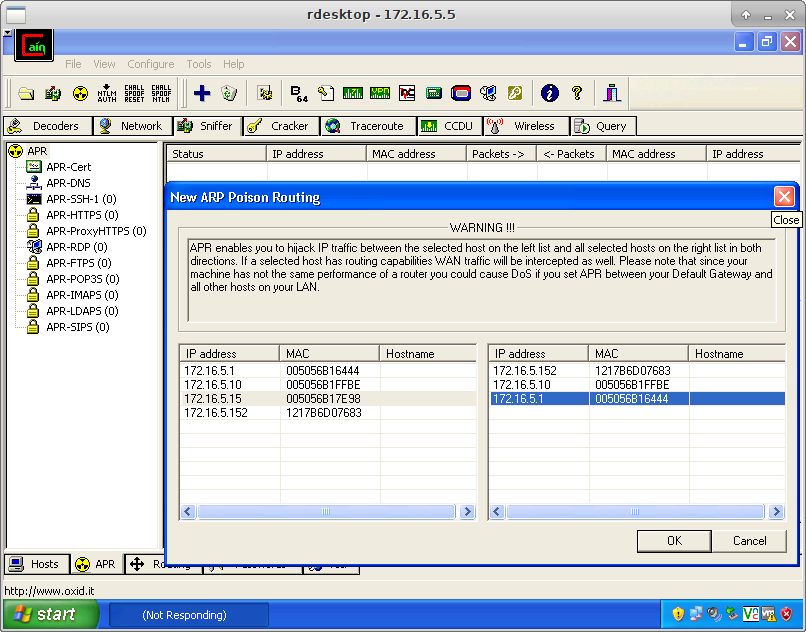 rdesktop - 172.16.5.5
Cain
File View Configure Tools Help
NTLM AUTH CHALL SPOOF RESET CHALL SPOOF NTLM B64
Decoders Network Sniffer Cracker Traceroute CCDU Wireless Query
APR
APR-Cert
APR-DNS
APR-SSH-1 (0)
APR-HTTPS (0)
APR-ProxyHTTPS (0)
APR-RDP (0)
APR-FTPS (0)
APR-POP3S (0)
APR-IMAPS (0)
APR-LDAPS (0)
APR-SIPS (0)
Status IP address MAC address Packets -> <- Packets MAC address IP address
New ARP Poison Routing
Close
WARNING !!!
APR enables you to hijack IP traffic between the selected host on the left list and all selected hosts on the right list in both
directions. If a selected host has routing capabilities WAN traffic will be intercepted as well. Please note that since your
machine has not the same performance of a router you could cause DoS if you set APR between your Default Gateway and
all other hosts on your LAN.
IP address MAC Hostname
172.16.5.1 005056B16444
172.16.5.10 005056B1FFBE
172.16.5.15 005056B17E98
172.16.5.152 1217B6D07683
IP address MAC Hostname
172.16.5.152 1217B6D07683
172.16.5.10 005056B1FFBE
172.16.5.1 005056B16444
OK Cancel
Hosts APR
http://www.oxid.it
start (Not Responding)